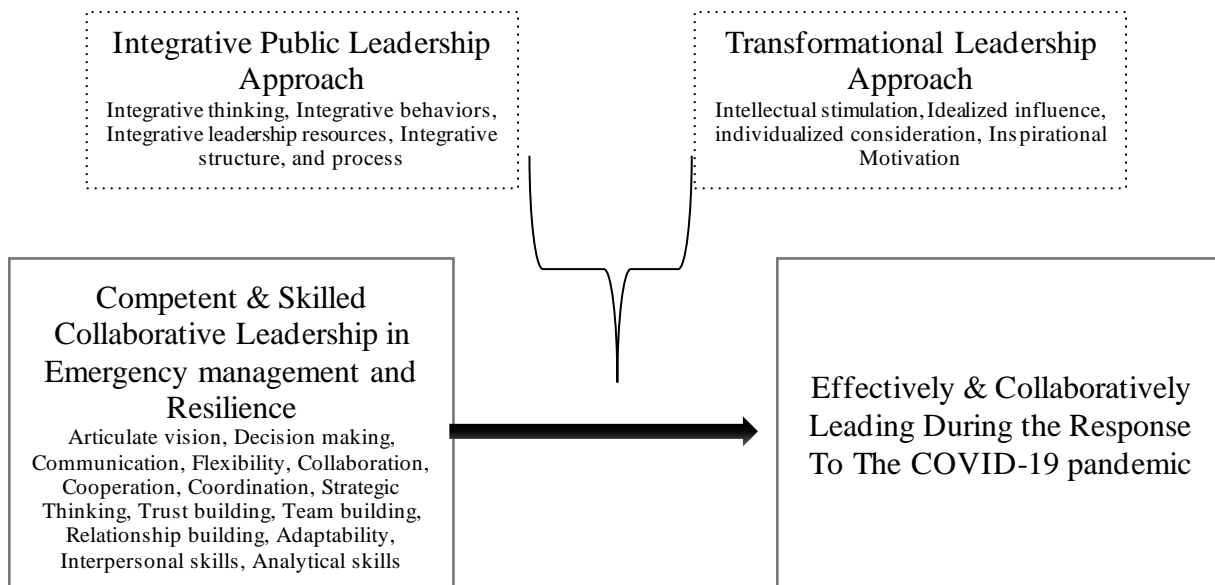 Integrative Public Leadership
Approach
Integrative thinking, Integrative behaviors,
Integrative leadership resources, Integrative
structure, and process
Transformational Leadership
Approach
Intellectual stimulation, Idealized influence,
individualized consideration, Inspirational
Motivation
Competent & Skilled
Collaborative Leadership in
Emergency management and
Resilience
Articulate vision, Decision making,
Communication, Flexibility, Collaboration,
Cooperation, Coordination, Strategic
Thinking, Trust building, Team building,
Relationship building, Adaptability,
Interpersonal skills, Analytical skills
Effectively & Collaboratively
Leading During the Response
To The COVID-19 pandemic